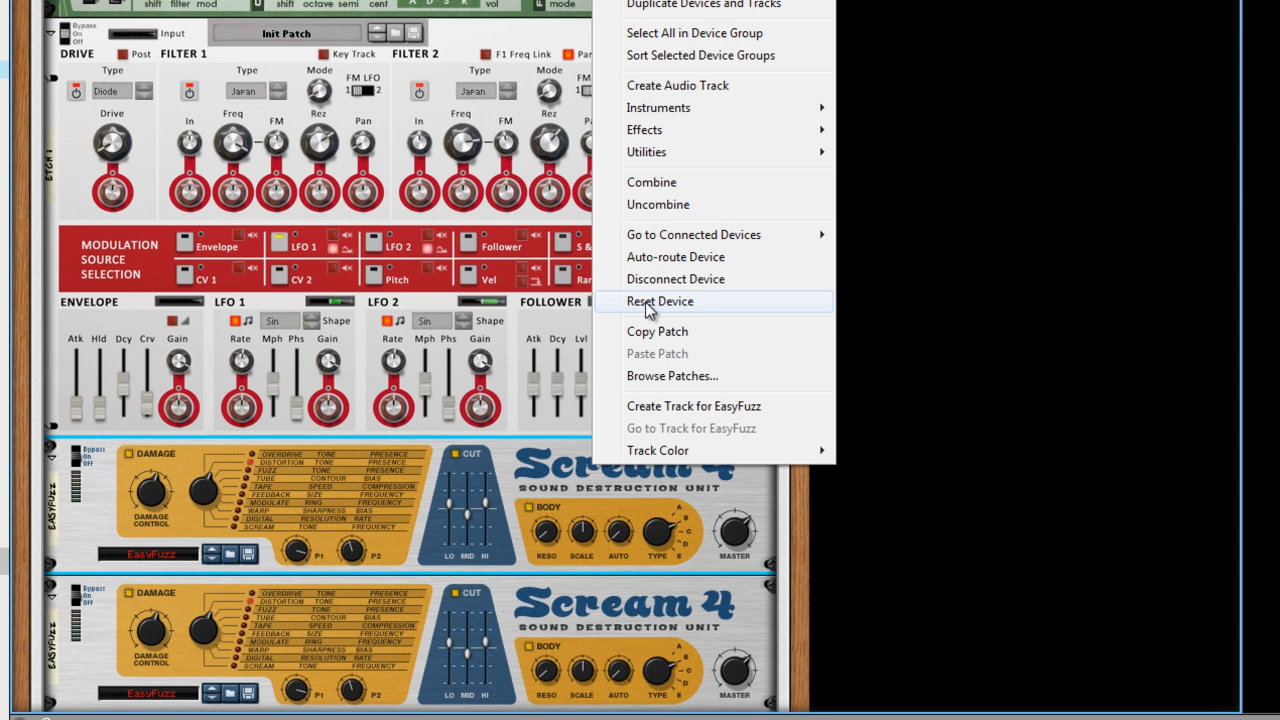 shift filter mod
shift octave semi cent
A D S R
vol
mode
Bypass
On
Off
Input
Init Patch
DRIVE
Post
FILTER 1
Key Track
FILTER 2
F1 Freq Link
Type
Type
Mode
FM LFO
Type
Mode
FM
Diode
Japan
1 2
Japan
1
Drive
In
Freq
FM
Rez
Pan
In
Freq
FM
Rez
MODULATION
SOURCE
SELECTION
Envelope
LFO 1
LFO 2
Follower
S &
CV 1
CV 2
Pitch
Vel
ENVELOPE
LFO 1
LFO 2
FOLLOWER
Sin
Shape
Sin
Shape
Atk Hld Dcy Crv Gain
Rate Mph Phs Gain
Rate Mph Phs Gain
Atk Dcy Lvl
Duplicate Devices and Tracks
Select All in Device Group
Sort Selected Device Groups
Create Audio Track
Instruments
Effects
Utilities
Combine
Uncombine
Go to Connected Devices
Auto-route Device
Disconnect Device
Reset Device
Copy Patch
Paste Patch
Browse Patches...
Create Track for EasyFuzz
Go to Track for EasyFuzz
Track Color
Bypass
On
Off
EASYFUZZ
DAMAGE
OVERDRIVE TONE PRESENCE
DISTORTION TONE PRESENCE
FUZZ TONE PRESENCE
TUBE CONTOUR BIAS
TAPE SPEED COMPRESSION
FEEDBACK SIZE FREQUENCY
MODULATE RING FREQUENCY
WARP SHARPNESS BIAS
DIGITAL RESOLUTION RATE
SCREAM TONE FREQUENCY
DAMAGE
CONTROL
P1
P2
EasyFuzz
CUT
LO MID HI
Scream 4
SOUND DESTRUCTION UNIT
BODY
A
B
C
D
E
RESO SCALE AUTO TYPE
MASTER
Bypass
On
Off
EASYFUZZ
DAMAGE
OVERDRIVE TONE PRESENCE
DISTORTION TONE PRESENCE
FUZZ TONE PRESENCE
TUBE CONTOUR BIAS
TAPE SPEED COMPRESSION
FEEDBACK SIZE FREQUENCY
MODULATE RING FREQUENCY
WARP SHARPNESS BIAS
DIGITAL RESOLUTION RATE
SCREAM TONE FREQUENCY
DAMAGE
CONTROL
P1
P2
EasyFuzz
CUT
LO MID HI
Scream 4
SOUND DESTRUCTION UNIT
BODY
A
B
C
D
E
RESO SCALE AUTO TYPE
MASTER